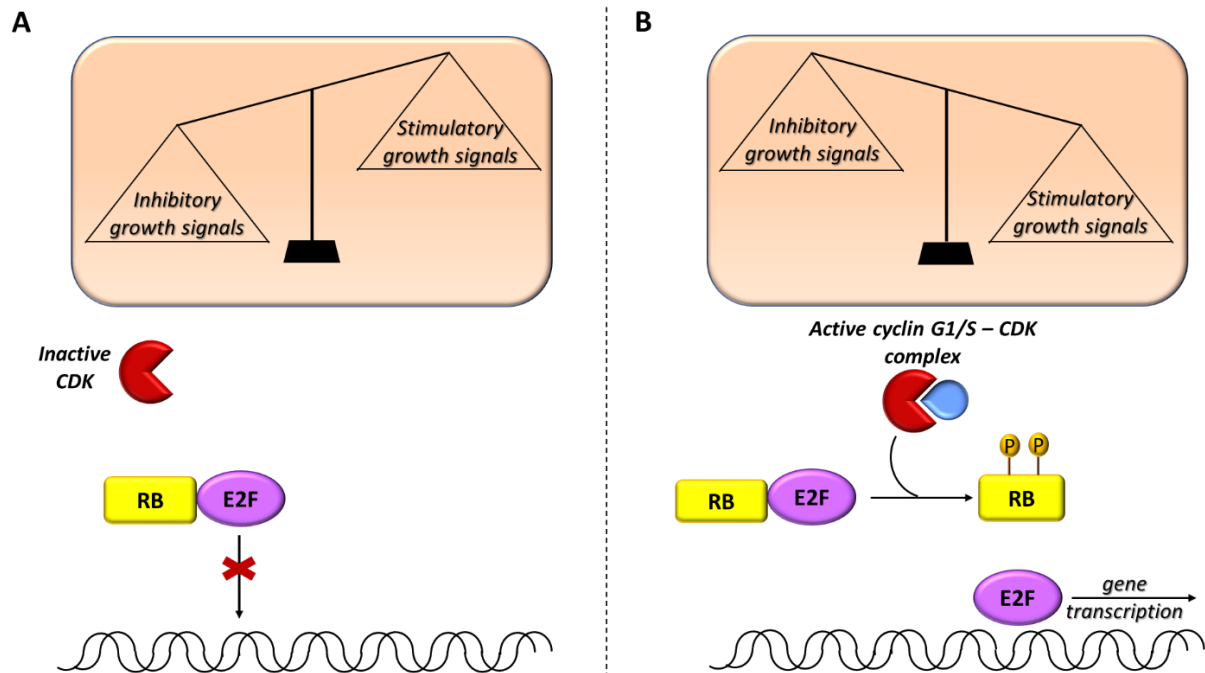 A
Stimulatory
growth signals
Inhibitory
growth signals
Inactive
CDK
RB
E2F
B
Inhibitory
growth signals
Stimulatory
growth signals
Active cyclin G1/S – CDK
complex
P
P
RB
E2F
RB
E2F
gene
transcription